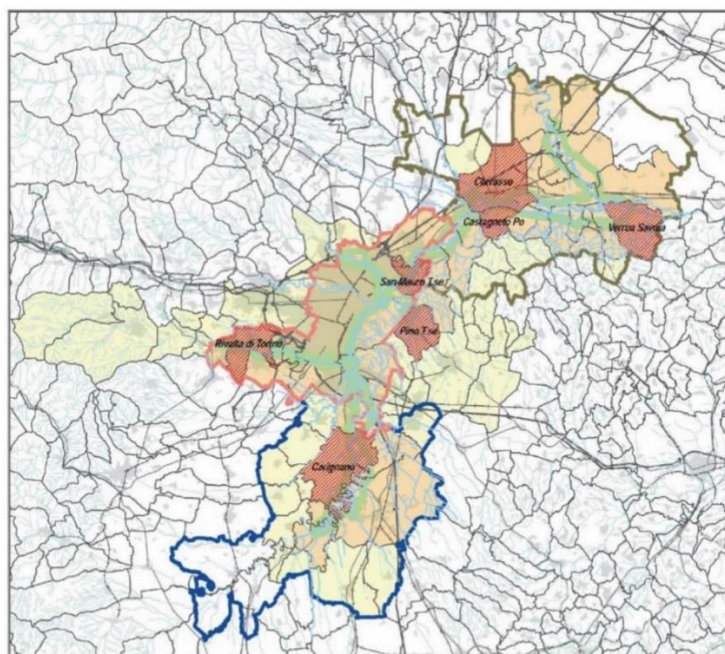 Chivasso
Castagneto Po
Verrua Savoia
San Mauro T.se
Pino T.se
Rivalta di Torino
Carignano